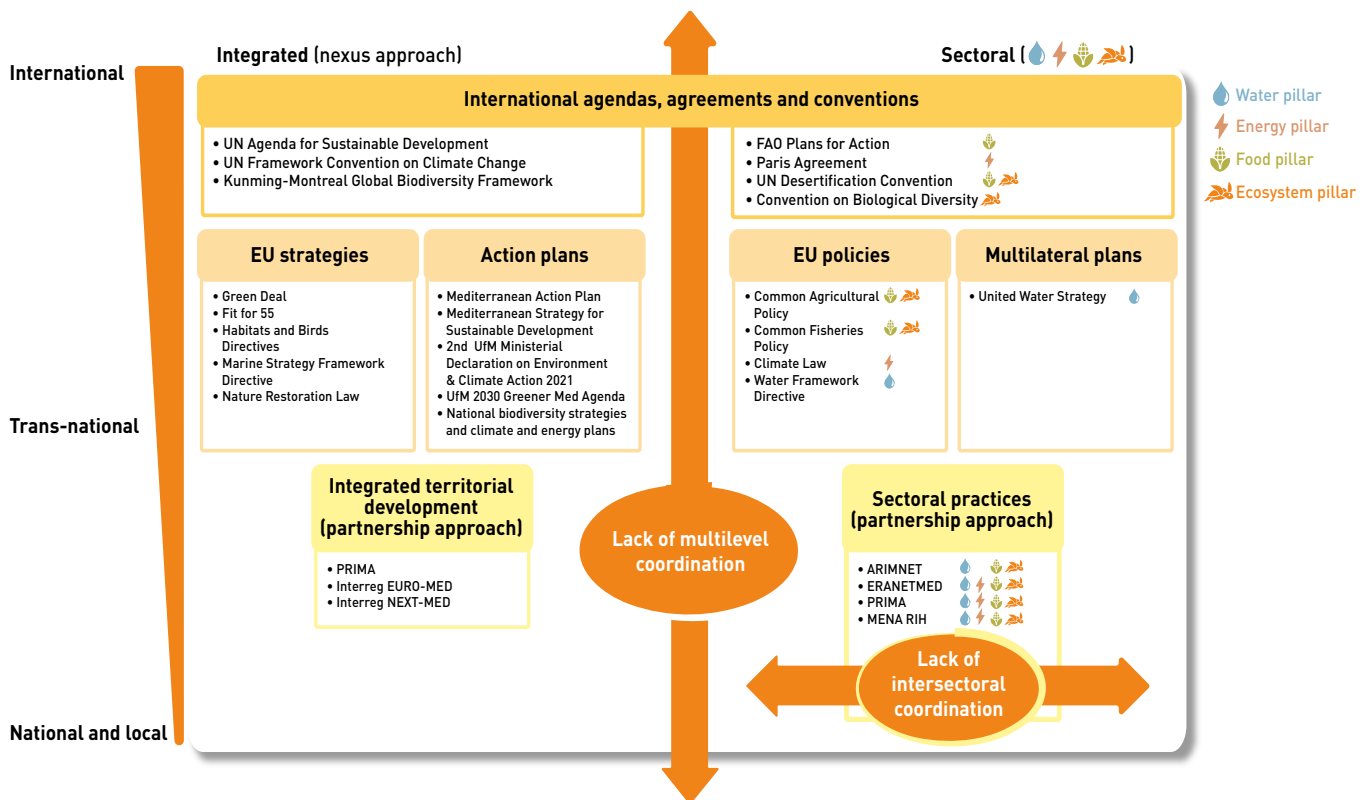 Integrated (nexus approach)
Sectoral ( )
International
Trans-national
National and local
International agendas, agreements and conventions
• UN Agenda for Sustainable Development
• UN Framework Convention on Climate Change
• Kunming-Montreal Global Biodiversity Framework
• FAO Plans for Action
• Paris Agreement
• UN Desertification Convention
• Convention on Biological Diversity
Water pillar
Energy pillar
Food pillar
Ecosystem pillar
EU strategies
• Green Deal
• Fit for 55
• Habitats and Birds
Directives
• Marine Strategy Framework
Directive
• Nature Restoration Law
Action plans
• Mediterranean Action Plan
• Mediterranean Strategy for
Sustainable Development
• 2nd UfM Ministerial
Declaration on Environment
& Climate Action 2021
• UfM 2030 Greener Med Agenda
• National biodiversity strategies
and climate and energy plans
EU policies
• Common Agricultural
Policy
• Common Fisheries
Policy
• Climate Law
• Water Framework
Directive
Multilateral plans
• United Water Strategy
Integrated territorial
development
(partnership approach)
• PRIMA
• Interreg EURO-MED
• Interreg NEXT-MED
Lack of multilevel
coordination
Sectoral practices
(partnership approach)
• ARIMNET
• ERANETMED
• PRIMA
• MENA RIH
Lack of
intersectoral
coordination